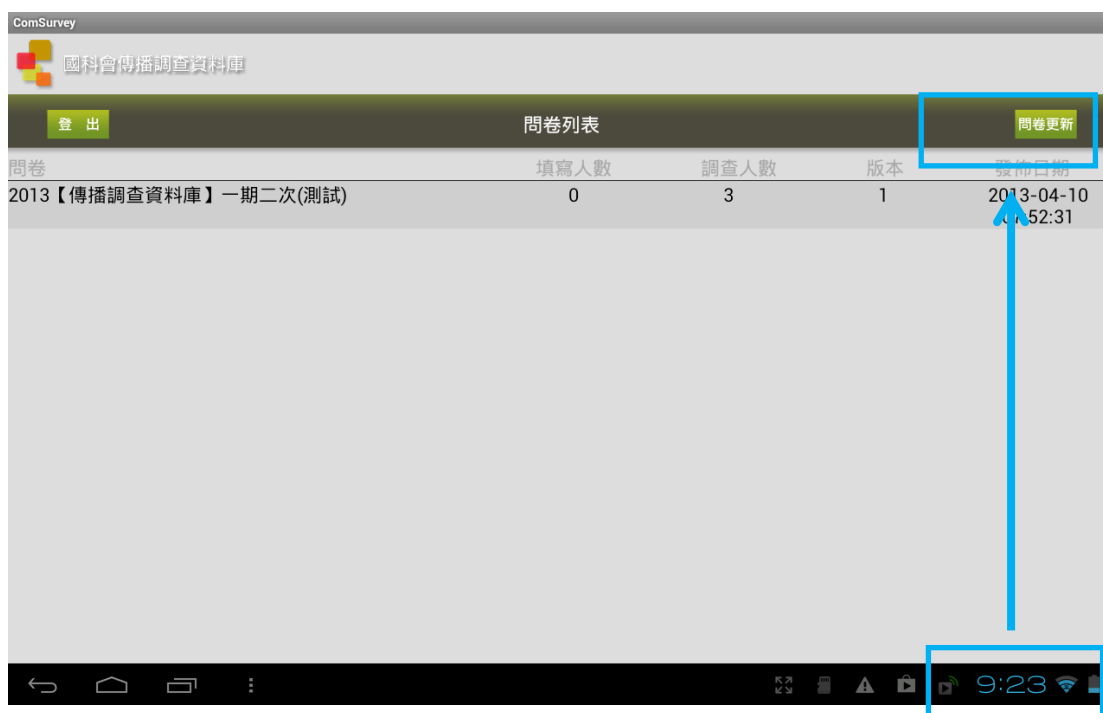 ComSurvey
國科會傳播調查資料庫
登 出
問卷列表
問卷更新
問卷 填寫人數 調查人數 版本 發佈日期
2013【傳播調查資料庫】一期二次(測試) 0 3 1 2013-04-10
:52:31
9:23